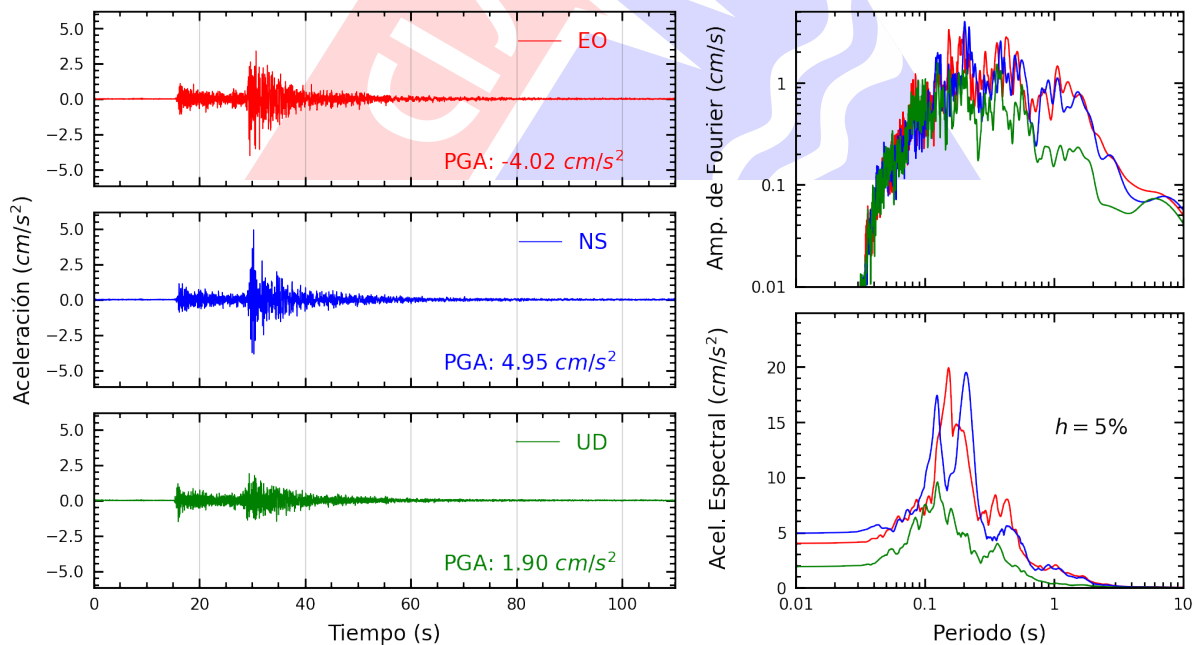 Aceleración (cm/s²)
5.0
2.5
0.0
−2.5
−5.0
EO
PGA: -4.02 cm/s²
5.0
2.5
0.0
−2.5
−5.0
NS
PGA: 4.95 cm/s²
5.0
2.5
0.0
−2.5
−5.0
UD
PGA: 1.90 cm/s²
0 20 40 60 80 100
Tiempo (s)
Amp. de Fourier (cm/s)
1
0.1
0.01
Acel. Espectral (cm/s²)
20
15
10
5
0
h = 5%
0.01 0.1 1 10
Periodo (s)